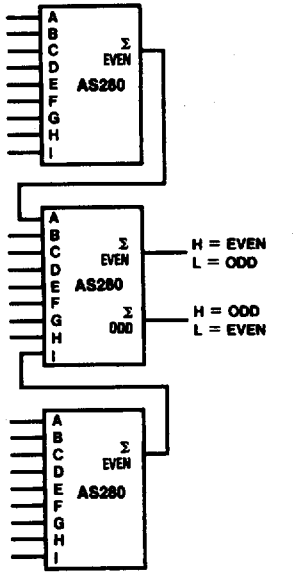 A
B
C
D
E
F
G
H
I
Σ
EVEN
AS280
A
B
C
D
E
F
G
H
I
Σ
EVEN
AS280
Σ
ODD
H = EVEN
L = ODD
H = ODD
L = EVEN
A
B
C
D
E
F
G
H
I
Σ
EVEN
AS280